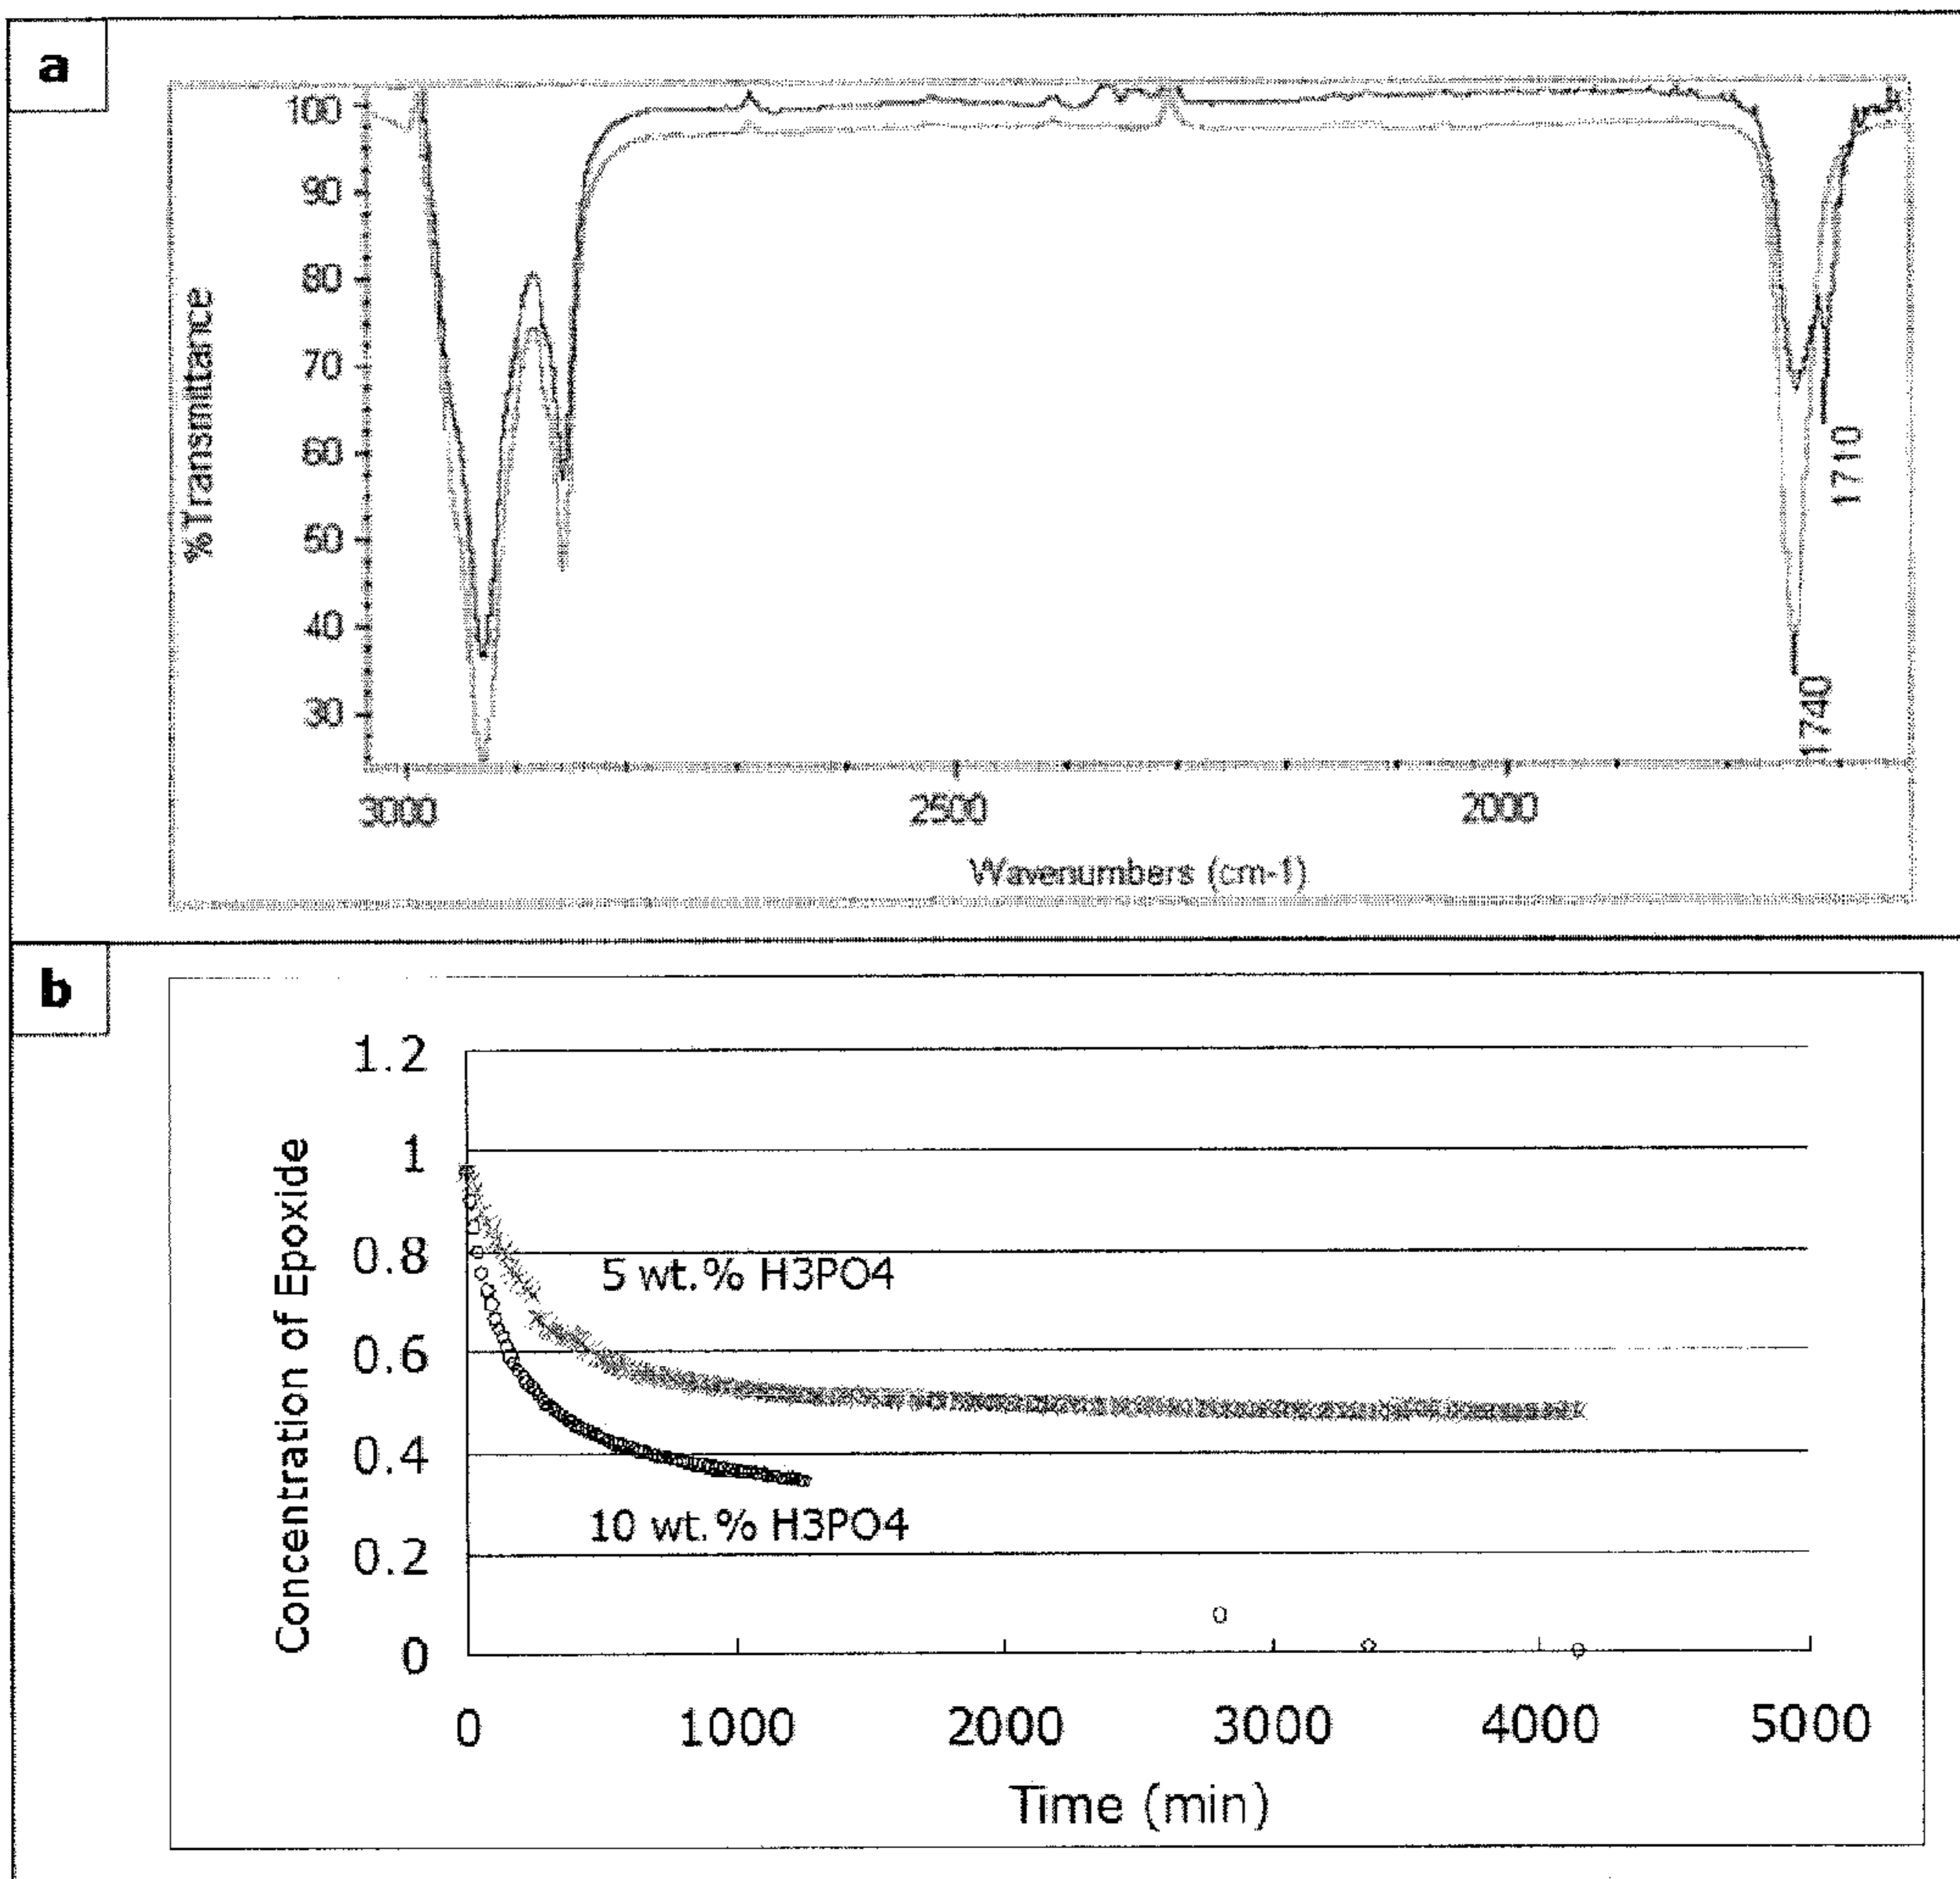 a
%Transmittance
100
90
80
70
60
50
40
30
1710
1740
3000 2500 2000
Wavenumbers (cm-1)
b
Concentration of Epoxide
1.2
1
0.8
0.6
0.4
0.2
0
5 wt.% H3PO4
10 wt.% H3PO4
0 1000 2000 3000 4000 5000
Time (min)